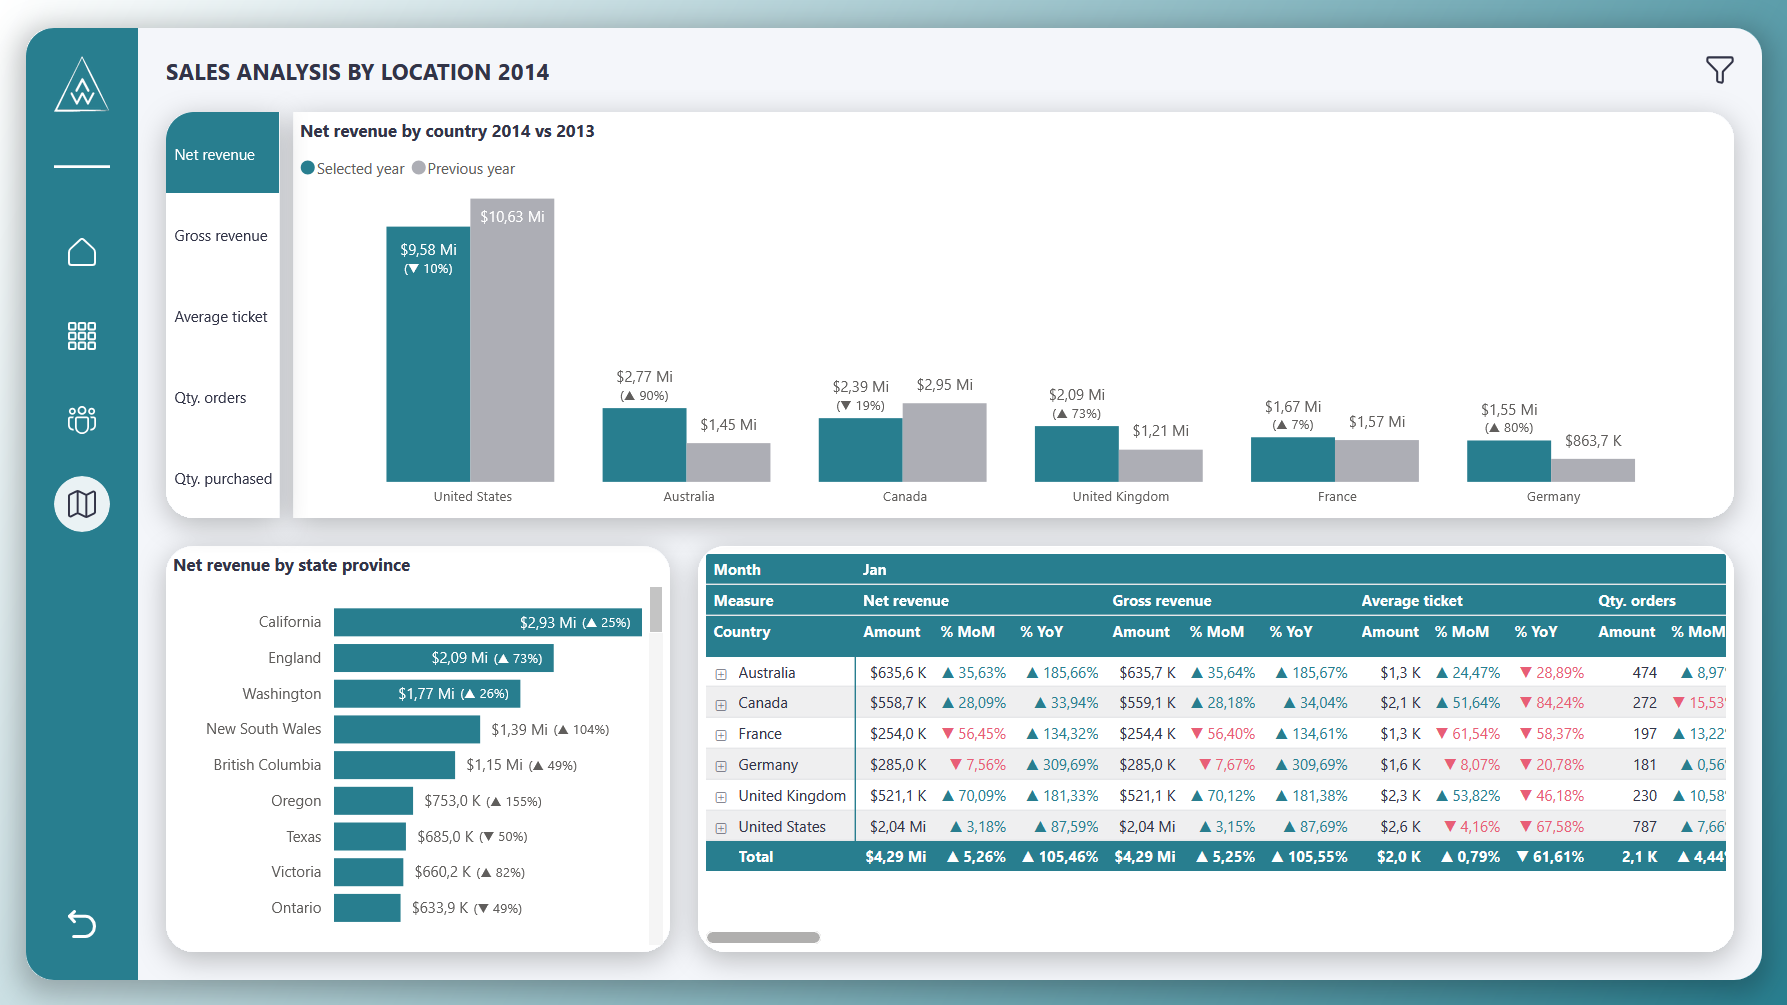 SALES ANALYSIS BY LOCATION 2014
Net revenue
Gross revenue
Average ticket
Qty. orders
Qty. purchased
Net revenue by country 2014 vs 2013
Selected year Previous year
$9,58 Mi
(▼ 10%)
$10,63 Mi
United States
$2,77 Mi
(▲ 90%)
$1,45 Mi
Australia
$2,39 Mi
(▼ 19%)
$2,95 Mi
Canada
$2,09 Mi
(▲ 73%)
$1,21 Mi
United Kingdom
$1,67 Mi
(▲ 7%)
$1,57 Mi
France
$1,55 Mi
(▲ 80%)
$863,7 K
Germany
Net revenue by state province
California $2,93 Mi (▲ 25%)
England $2,09 Mi (▲ 73%)
Washington $1,77 Mi (▲ 26%)
New South Wales $1,39 Mi (▲ 104%)
British Columbia $1,15 Mi (▲ 49%)
Oregon $753,0 K (▲ 155%)
Texas $685,0 K (▼ 50%)
Victoria $660,2 K (▲ 82%)
Ontario $633,9 K (▼ 49%)
Month Jan
Measure Net revenue Gross revenue Average ticket Qty. orders
Country Amount % MoM % YoY Amount % MoM % YoY Amount % MoM % YoY Amount % MoM
Australia $635,6 K ▲ 35,63% ▲ 185,66% $635,7 K ▲ 35,64% ▲ 185,67% $1,3 K ▲ 24,47% ▼ 28,89% 474 ▲ 8,97
Canada $558,7 K ▲ 28,09% ▲ 33,94% $559,1 K ▲ 28,18% ▲ 34,04% $2,1 K ▲ 51,64% ▼ 84,24% 272 ▼ 15,53
France $254,0 K ▼ 56,45% ▲ 134,32% $254,4 K ▼ 56,40% ▲ 134,61% $1,3 K ▼ 61,54% ▼ 58,37% 197 ▲ 13,22
Germany $285,0 K ▼ 7,56% ▲ 309,69% $285,0 K ▼ 7,67% ▲ 309,69% $1,6 K ▼ 8,07% ▼ 20,78% 181 ▲ 0,56
United Kingdom $521,1 K ▲ 70,09% ▲ 181,33% $521,1 K ▲ 70,12% ▲ 181,38% $2,3 K ▲ 53,82% ▼ 46,18% 230 ▲ 10,58
United States $2,04 Mi ▲ 3,18% ▲ 87,59% $2,04 Mi ▲ 3,15% ▲ 87,69% $2,6 K ▼ 4,16% ▼ 67,58% 787 ▲ 7,66
Total $4,29 Mi ▲ 5,26% ▲ 105,46% $4,29 Mi ▲ 5,25% ▲ 105,55% $2,0 K ▲ 0,79% ▼ 61,61% 2,1 K ▲ 4,44